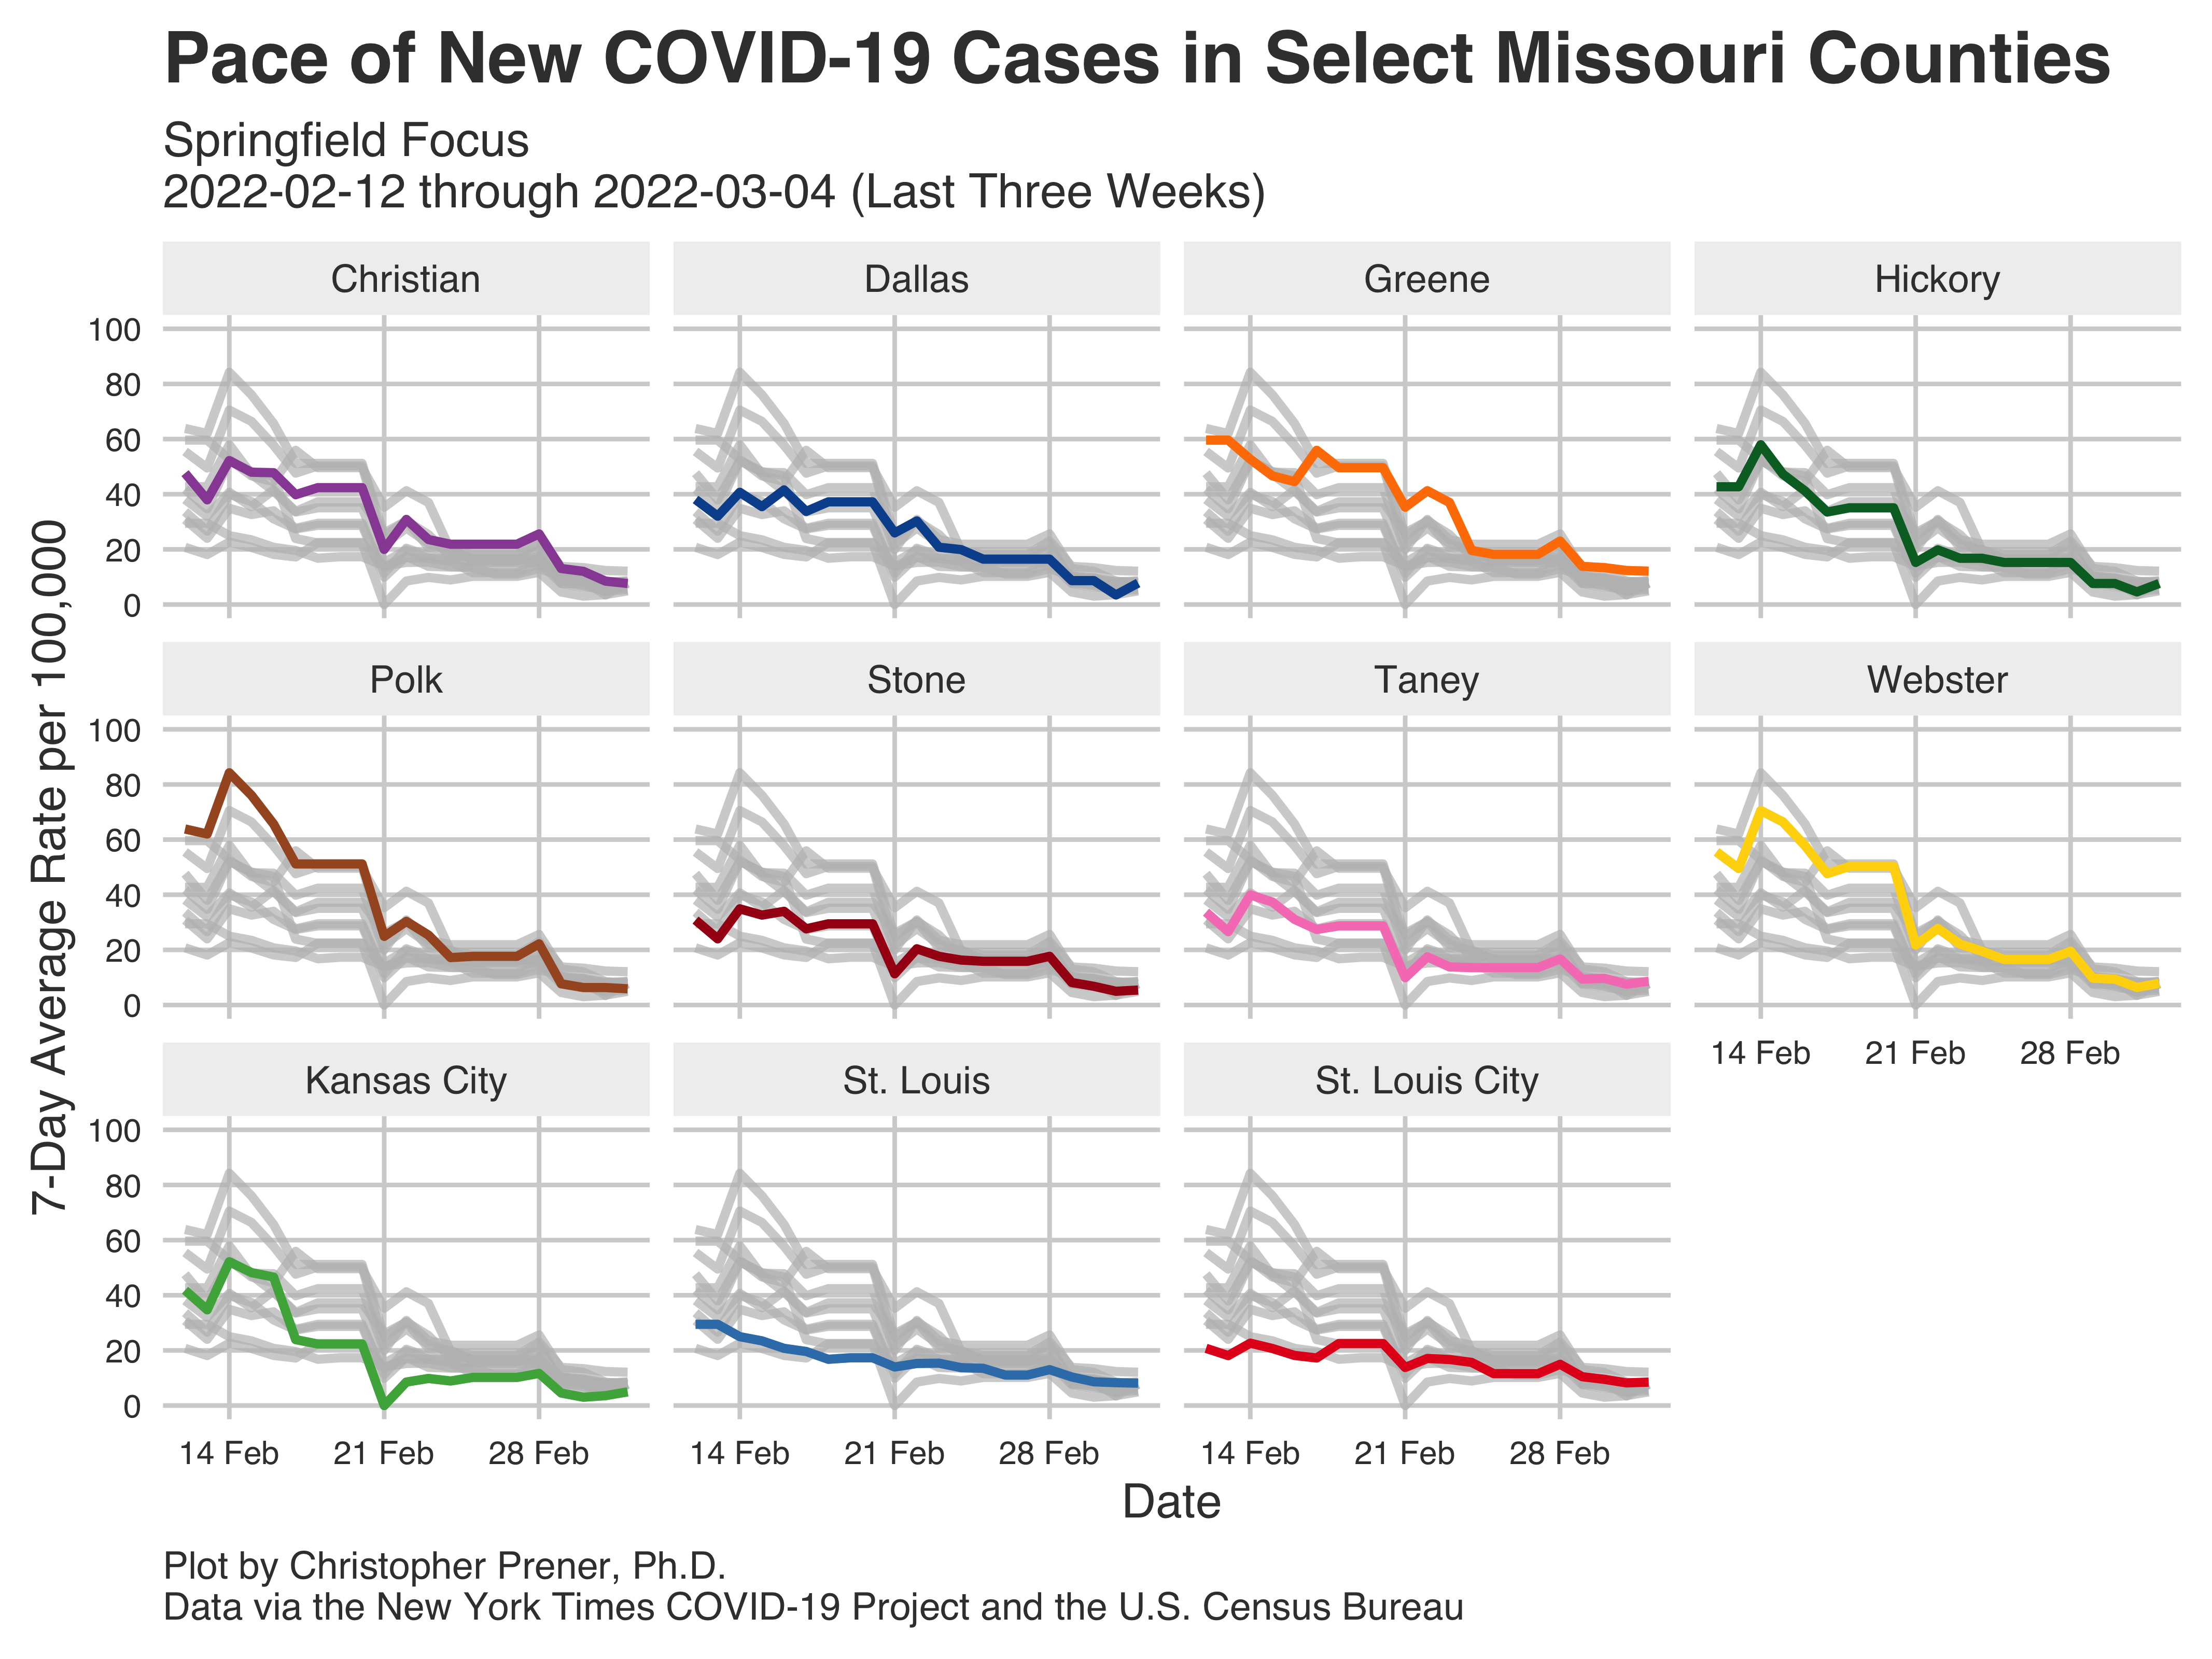 Pace of New COVID-19 Cases in Select Missouri Counties
Springfield Focus
2022-02-12 through 2022-03-04 (Last Three Weeks)
7-Day Average Rate per 100,000
Christian
Dallas
Greene
Hickory
100
80
60
40
20
0
Polk
Stone
Taney
Webster
100
80
60
40
20
0
14 Feb
21 Feb
28 Feb
Kansas City
St. Louis
St. Louis City
100
80
60
40
20
0
14 Feb
21 Feb
28 Feb
14 Feb
21 Feb
28 Feb
14 Feb
21 Feb
28 Feb
Date
Plot by Christopher Prener, Ph.D.
Data via the New York Times COVID-19 Project and the U.S. Census Bureau